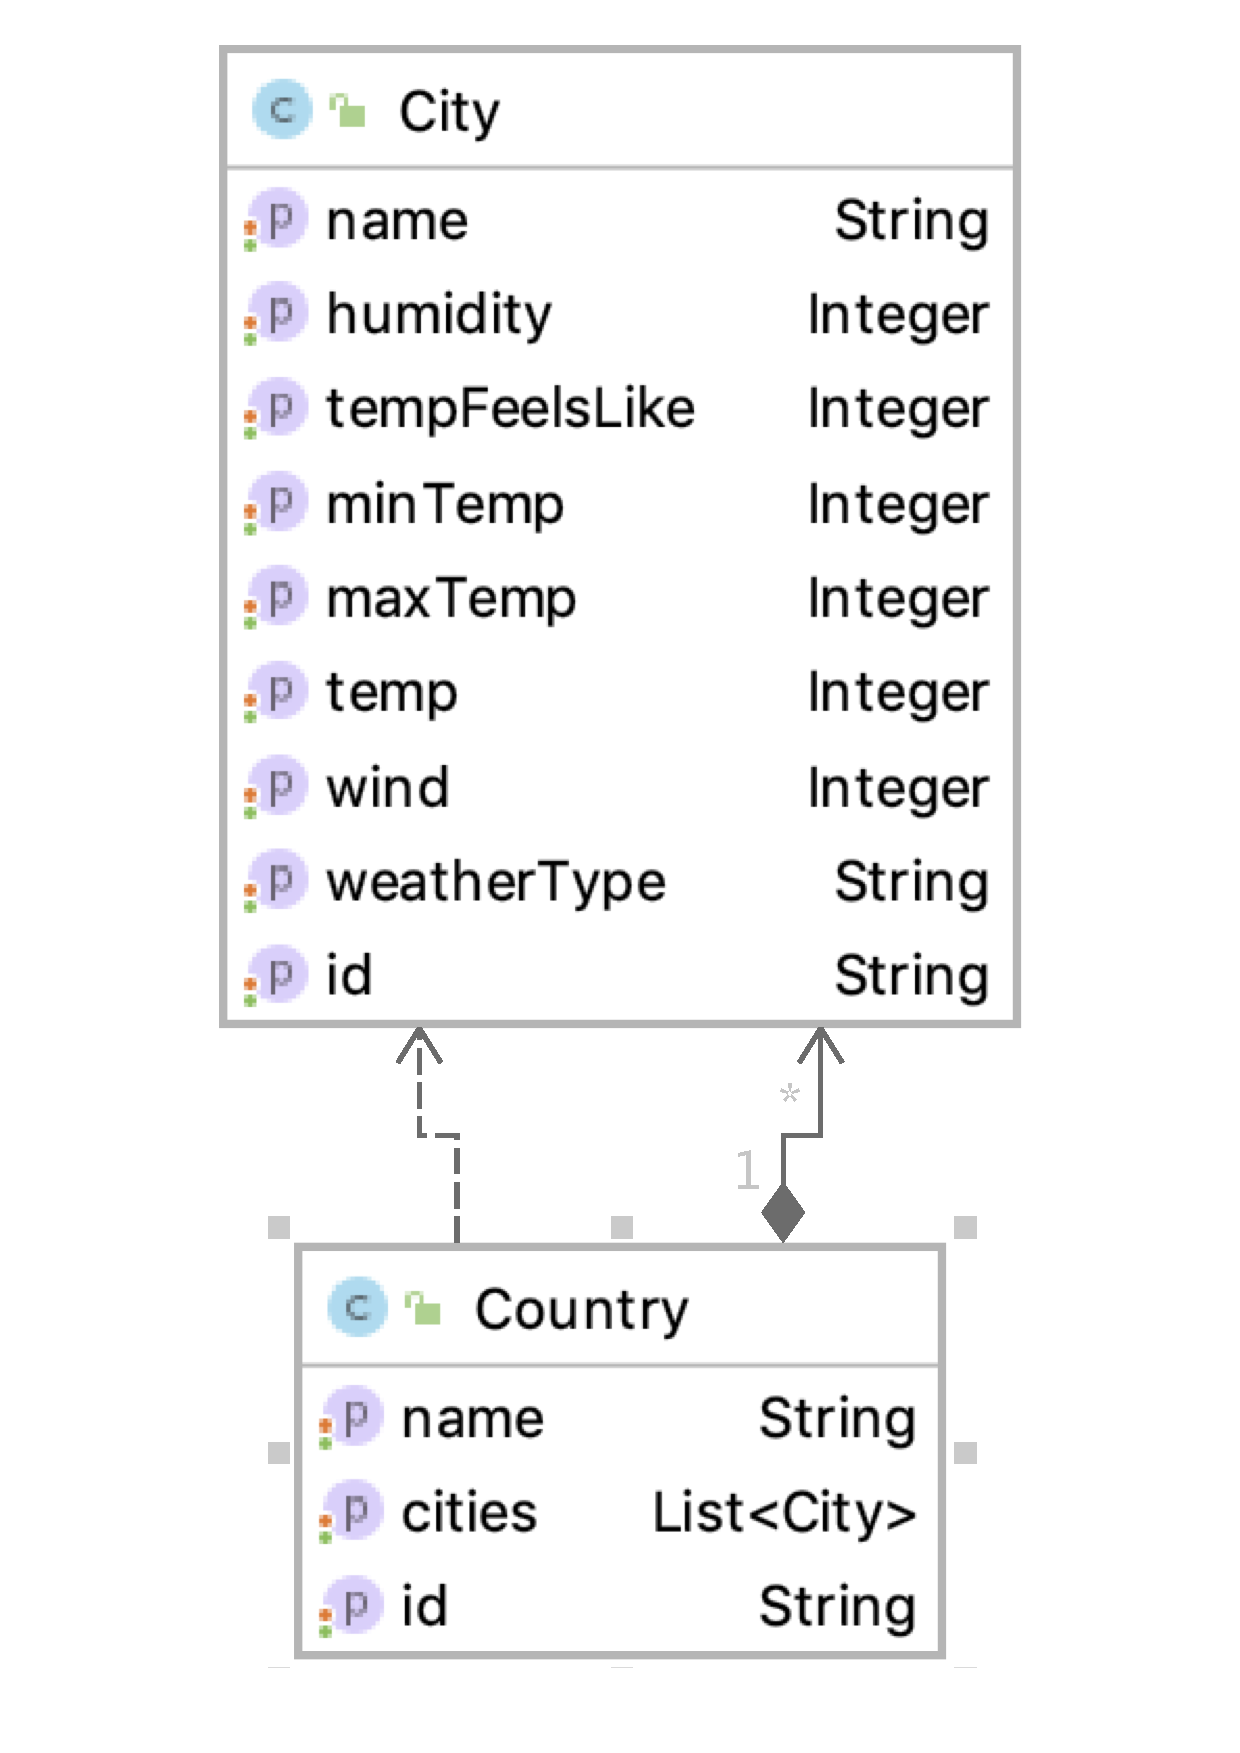 c City
p name String
p humidity Integer
p tempFeelsLike Integer
p minTemp Integer
p maxTemp Integer
p temp Integer
p wind Integer
p weatherType String
p id String
*
1
c Country
p name String
p cities List<City>
p id String